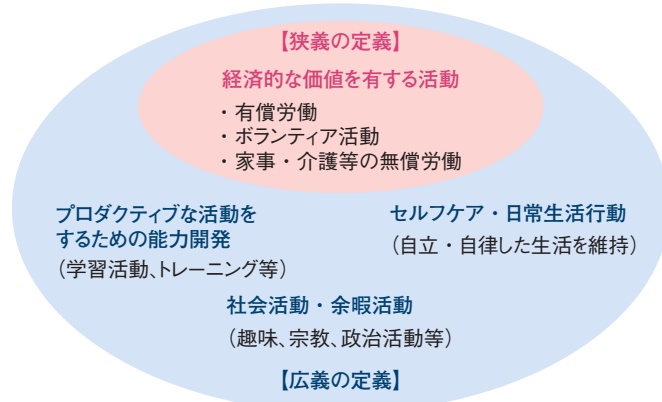 【狭義の定義】
経済的な価値を有する活動
・有償労働
・ボランティア活動
・家事・介護等の無償労働
プロダクティブな活動を
するための能力開発
（学習活動、トレーニング等）
セルフケア・日常生活行動
（自立・自律した生活を維持）
社会活動・余暇活動
（趣味、宗教、政治活動等）
【広義の定義】